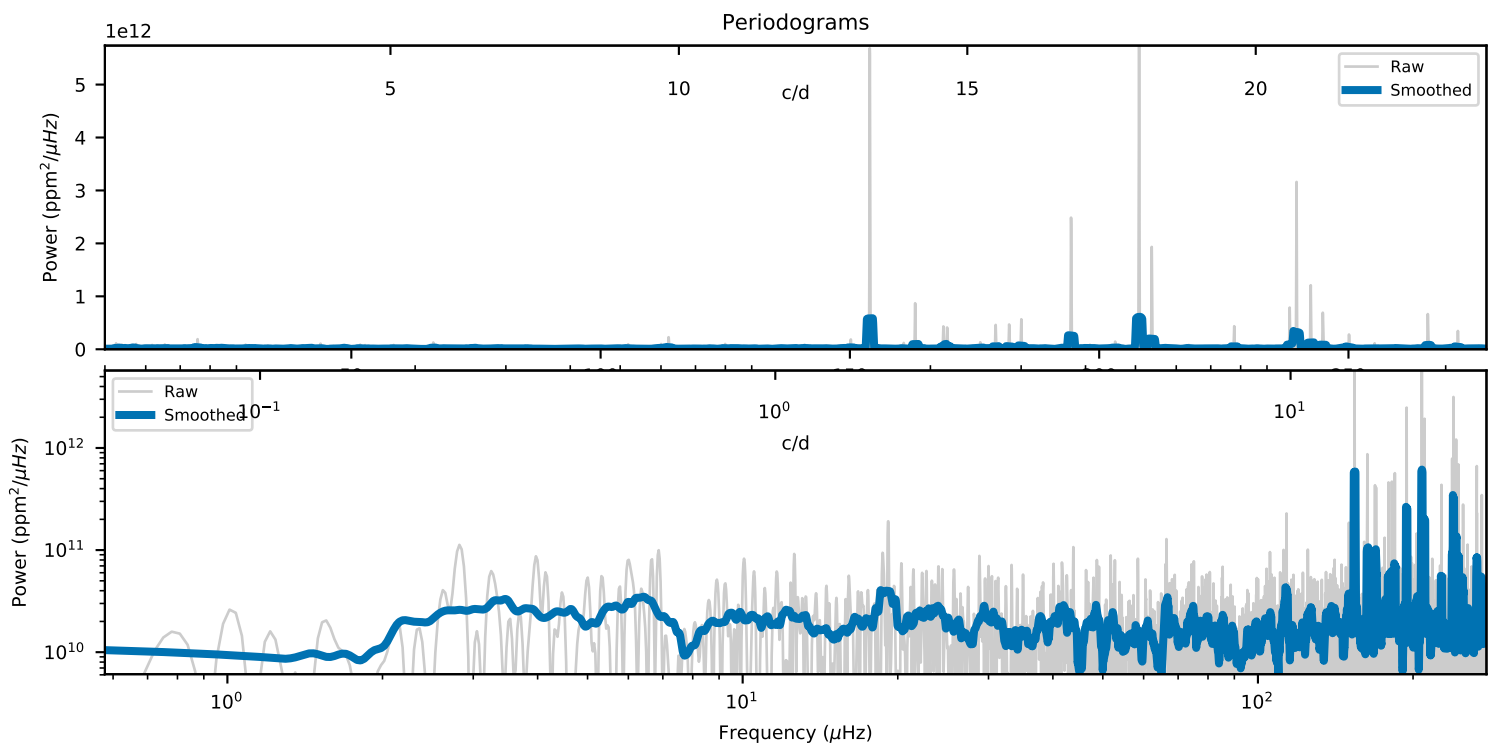 Periodograms
1e12
Raw
Smoothed
5 10 15 20
c/d
Power (ppm²/μHz)
5
4
3
2
1
0
Raw
Smoothed
10⁻¹ 10⁰ 10¹
c/d
Power (ppm²/μHz)
10¹²
10¹¹
10¹⁰
10⁰ 10¹ 10²
Frequency (μHz)